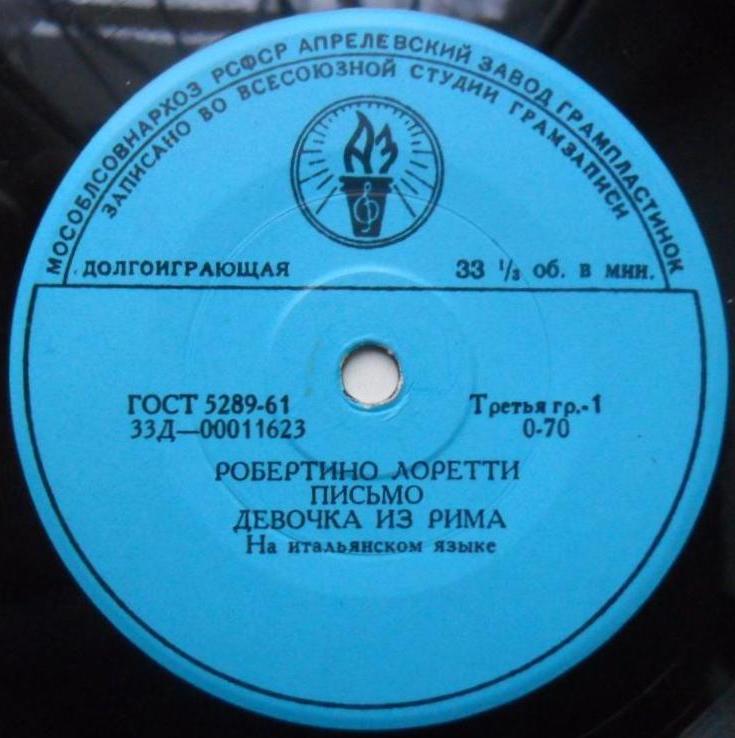 МОСОБЛСОВНАРХОЗ РСФСР АПРЕЛЕВСКИЙ ЗАВОД ГРАМПЛАСТИНОК
ЗАПИСАНО ВО ВСЕСОЮЗНОЙ СТУДИИ ГРАМЗАПИСИ
АЗ
ДОЛГОИГРАЮЩАЯ 33 1/3 об. в мин.
ГОСТ 5289-61 Третья гр.-1
33Д—00011623 0-70
РОБЕРТИНО ЛОРЕТТИ
ПИСЬМО
ДЕВОЧКА ИЗ РИМА
На итальянском языке